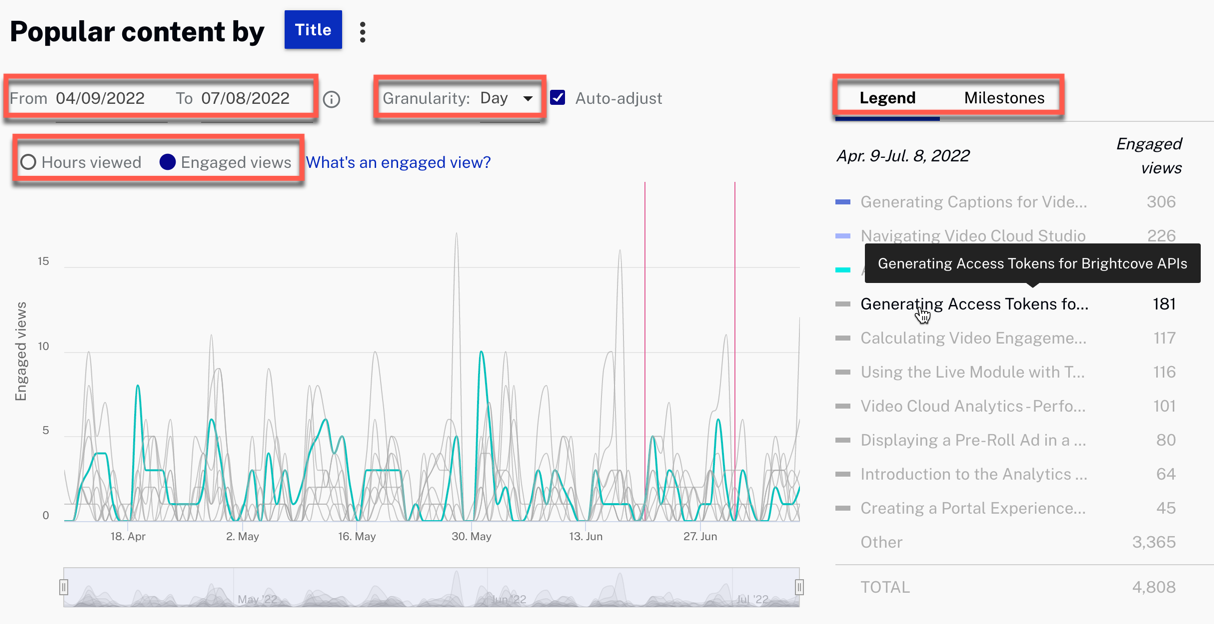 Popular content by Title
From 04/09/2022 To 07/08/2022
Granularity: Day
Auto-adjust
Hours viewed
Engaged views
What's an engaged view?
Engaged views
15
10
5
0
18. Apr
2. May
16. May
30. May
13. Jun
27. Jun
May '22
Jun '22
Jul '22
Legend
Milestones
Apr. 9-Jul. 8, 2022
Engaged
views
Generating Captions for Vide... 306
Navigating Video Cloud Studio 226
Generating Access Tokens for Brightcove APIs
Generating Access Tokens fo... 181
Calculating Video Engageme... 117
Using the Live Module with T... 116
Video Cloud Analytics - Perfo... 101
Displaying a Pre-Roll Ad in a ... 80
Introduction to the Analytics ... 64
Creating a Portal Experience... 45
Other 3,365
TOTAL 4,808